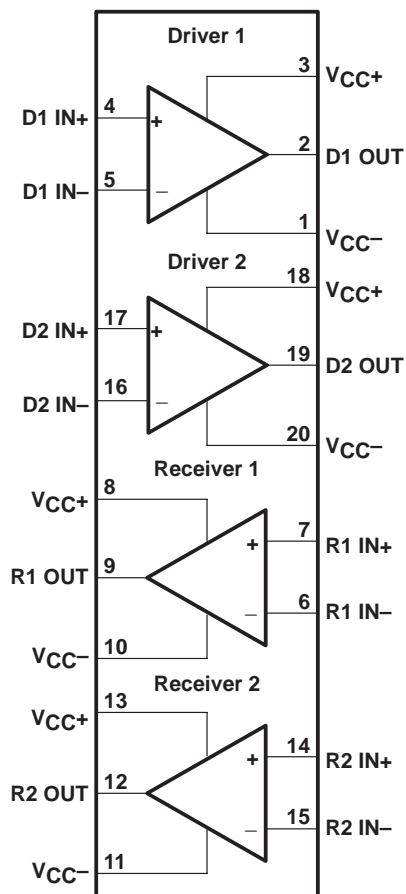 Driver 1
3 VCC+
D1 IN+ 4 +
2 D1 OUT
D1 IN– 5 –
1 VCC–
Driver 2
18 VCC+
D2 IN+ 17 +
19 D2 OUT
D2 IN– 16 –
20 VCC–
Receiver 1
VCC+ 8
+ 7 R1 IN+
R1 OUT 9
– 6 R1 IN–
VCC– 10
Receiver 2
VCC+ 13
+ 14 R2 IN+
R2 OUT 12
– 15 R2 IN–
VCC– 11